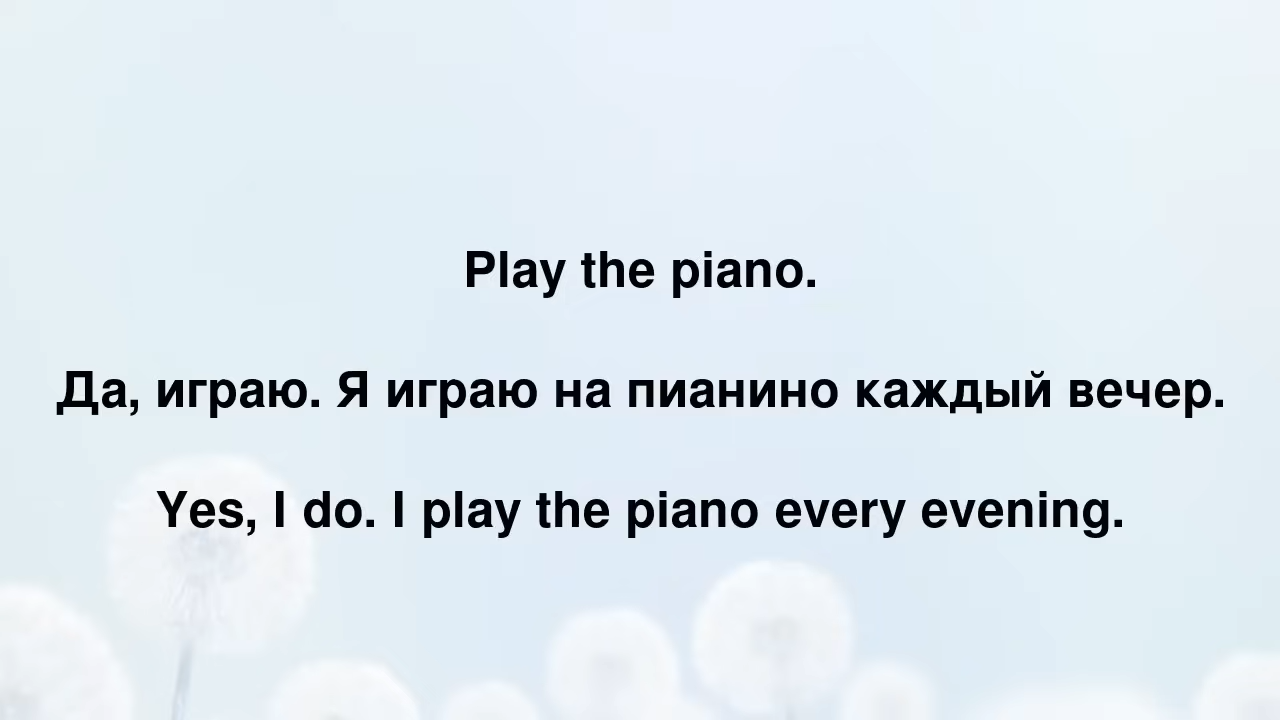 Play the piano.
Да, играю. Я играю на пианино каждый вечер.
Yes, I do. I play the piano every evening.